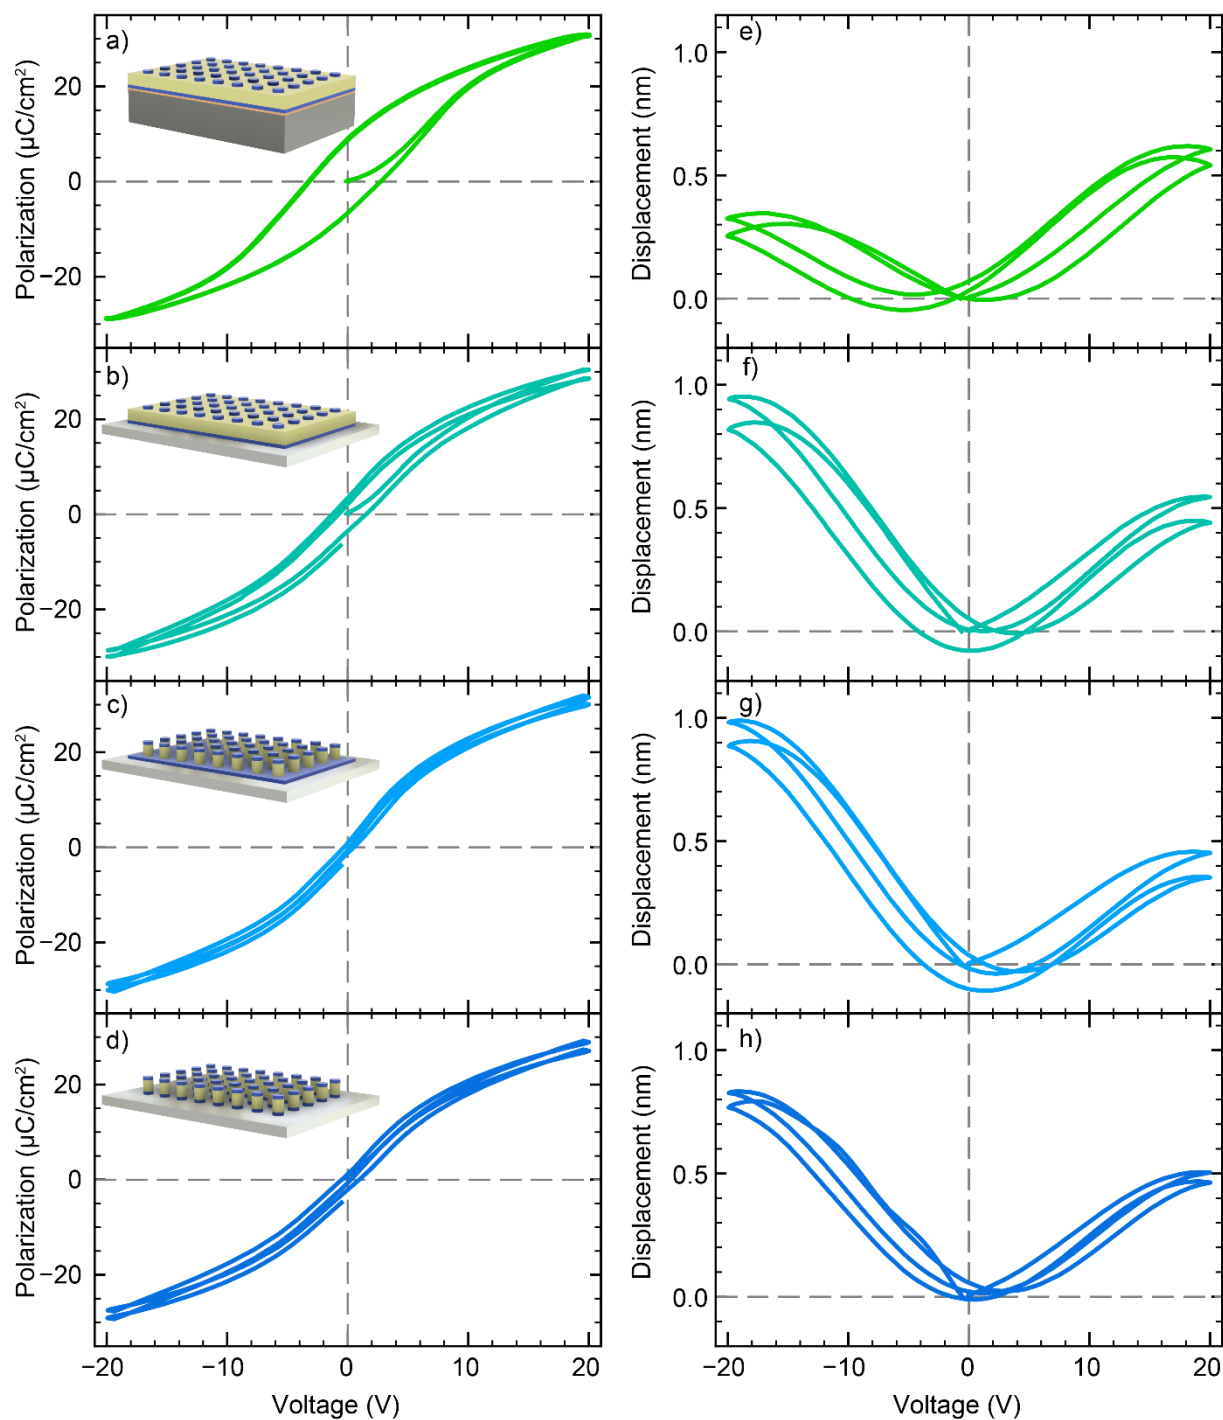 a)
20
0
−20
Polarization (µC/cm²)
e)
1.0
0.5
0.0
Displacement (nm)
b)
20
0
−20
Polarization (µC/cm²)
f)
1.0
0.5
0.0
Displacement (nm)
c)
20
0
−20
Polarization (µC/cm²)
g)
1.0
0.5
0.0
Displacement (nm)
d)
20
0
−20
Polarization (µC/cm²)
−20 −10 0 10 20
Voltage (V)
h)
1.0
0.5
0.0
Displacement (nm)
−20 −10 0 10 20
Voltage (V)